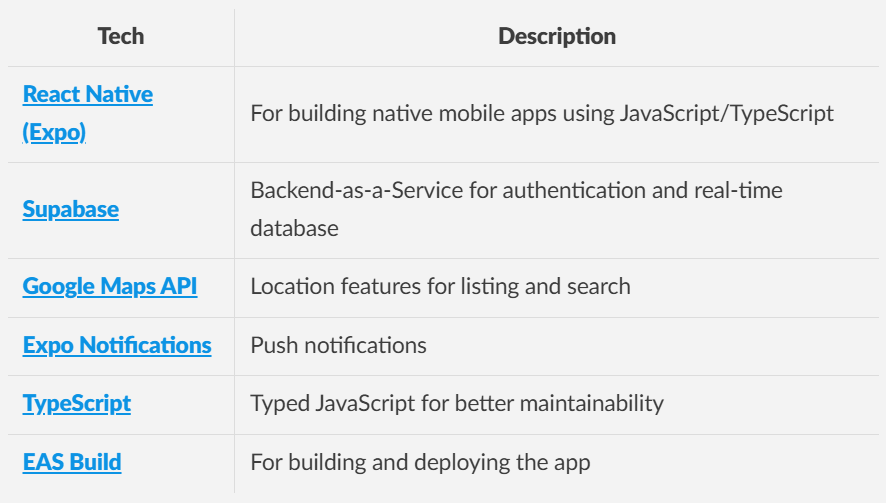 Tech Description
React Native
(Expo)
For building native mobile apps using JavaScript/TypeScript
Supabase
Backend-as-a-Service for authentication and real-time
database
Google Maps API
Location features for listing and search
Expo Notifications
Push notifications
TypeScript
Typed JavaScript for better maintainability
EAS Build
For building and deploying the app